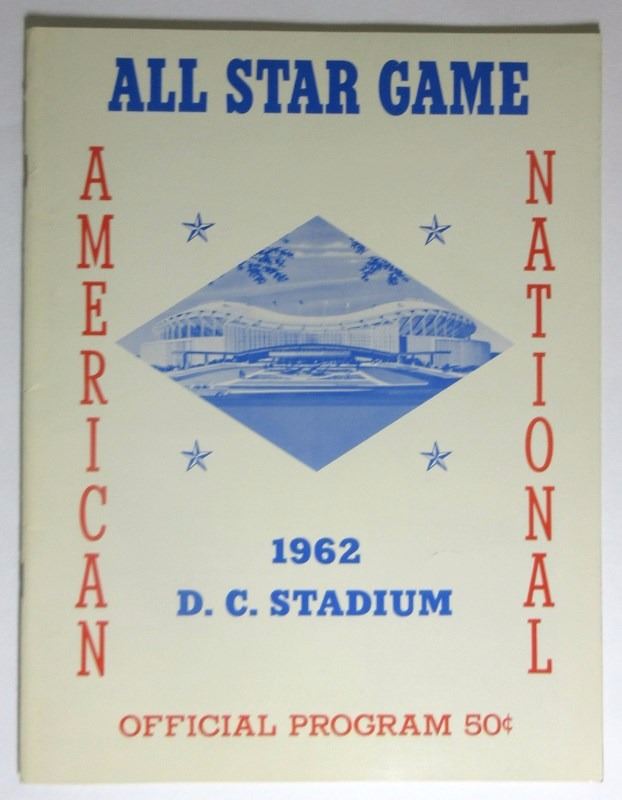 ALL STAR GAME
AMERICAN
NATIONAL
1962
D. C. STADIUM
OFFICIAL PROGRAM 50¢